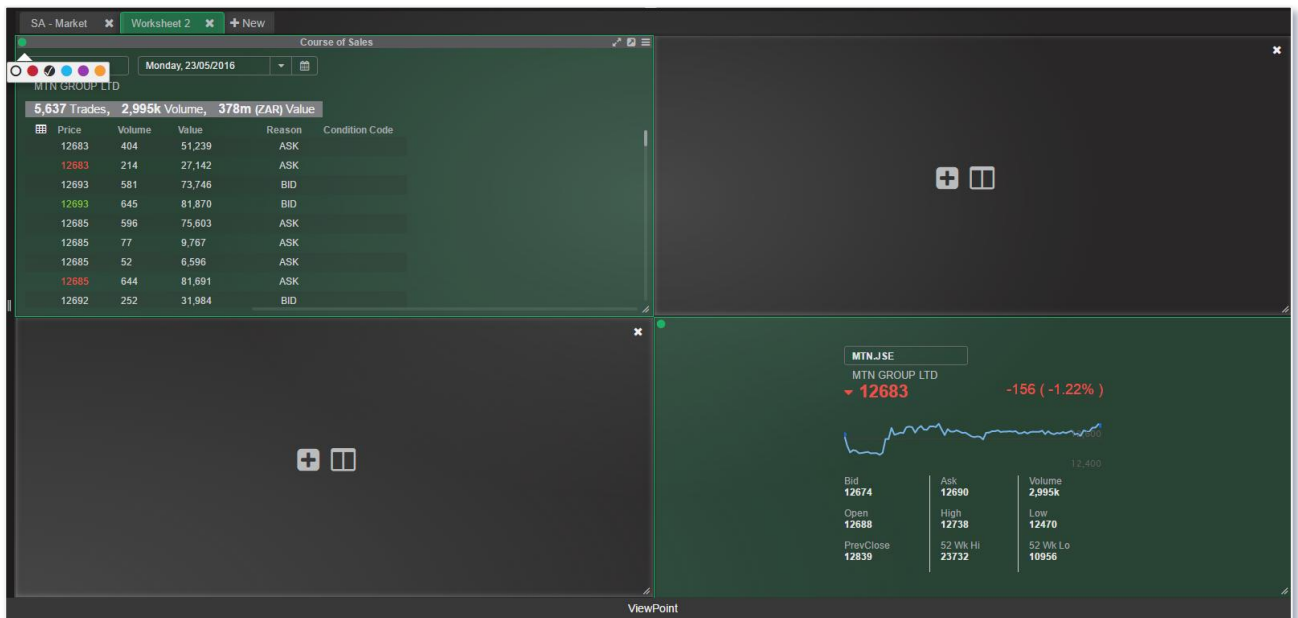 SA - Market Worksheet 2 New
Course of Sales
Monday, 23/05/2016
MTN GROUP LTD
5,637 Trades, 2,995k Volume, 378m (ZAR) Value
Price Volume Value Reason Condition Code
12683 404 51,239 ASK
12683 214 27,142 ASK
12693 581 73,746 BID
12693 645 81,870 BID
12685 596 75,603 ASK
12685 77 9,767 ASK
12685 52 6,596 ASK
12685 644 81,691 ASK
12692 252 31,984 BID
MTN.JSE
MTN GROUP LTD
12683 -156 ( -1.22% )
12,400
Bid Ask Volume
12674 12690 2,995k
Open High Low
12688 12738 12470
PrevClose 52 Wk Hi 52 Wk Lo
12839 23732 10956
ViewPoint